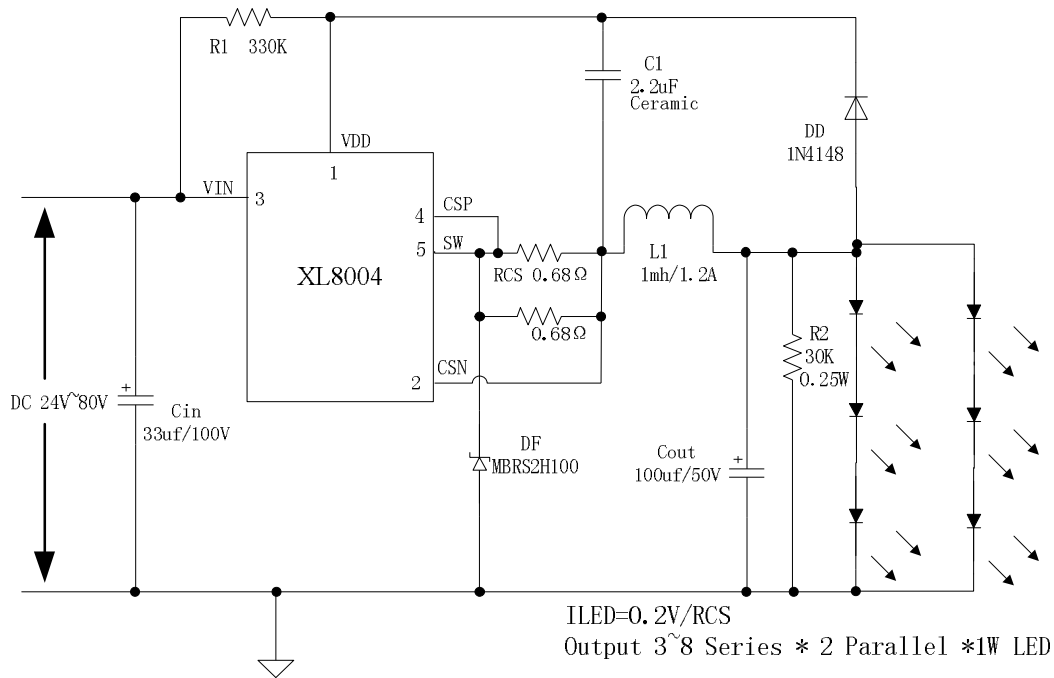 R1 330K
C1
2.2uF
Ceramic
VDD
1
DD
1N4148
VIN
3
4
CSP
5
SW
XL8004
RCS 0.68Ω
0.68Ω
L1
1mh/1.2A
R2
30K
0.25W
2
CSN
DC 24V~80V
+
Cin
33uf/100V
DF
MBRS2H100
Cout
100uf/50V
+
ILED=0.2V/RCS
Output 3~8 Series * 2 Parallel *1W LED